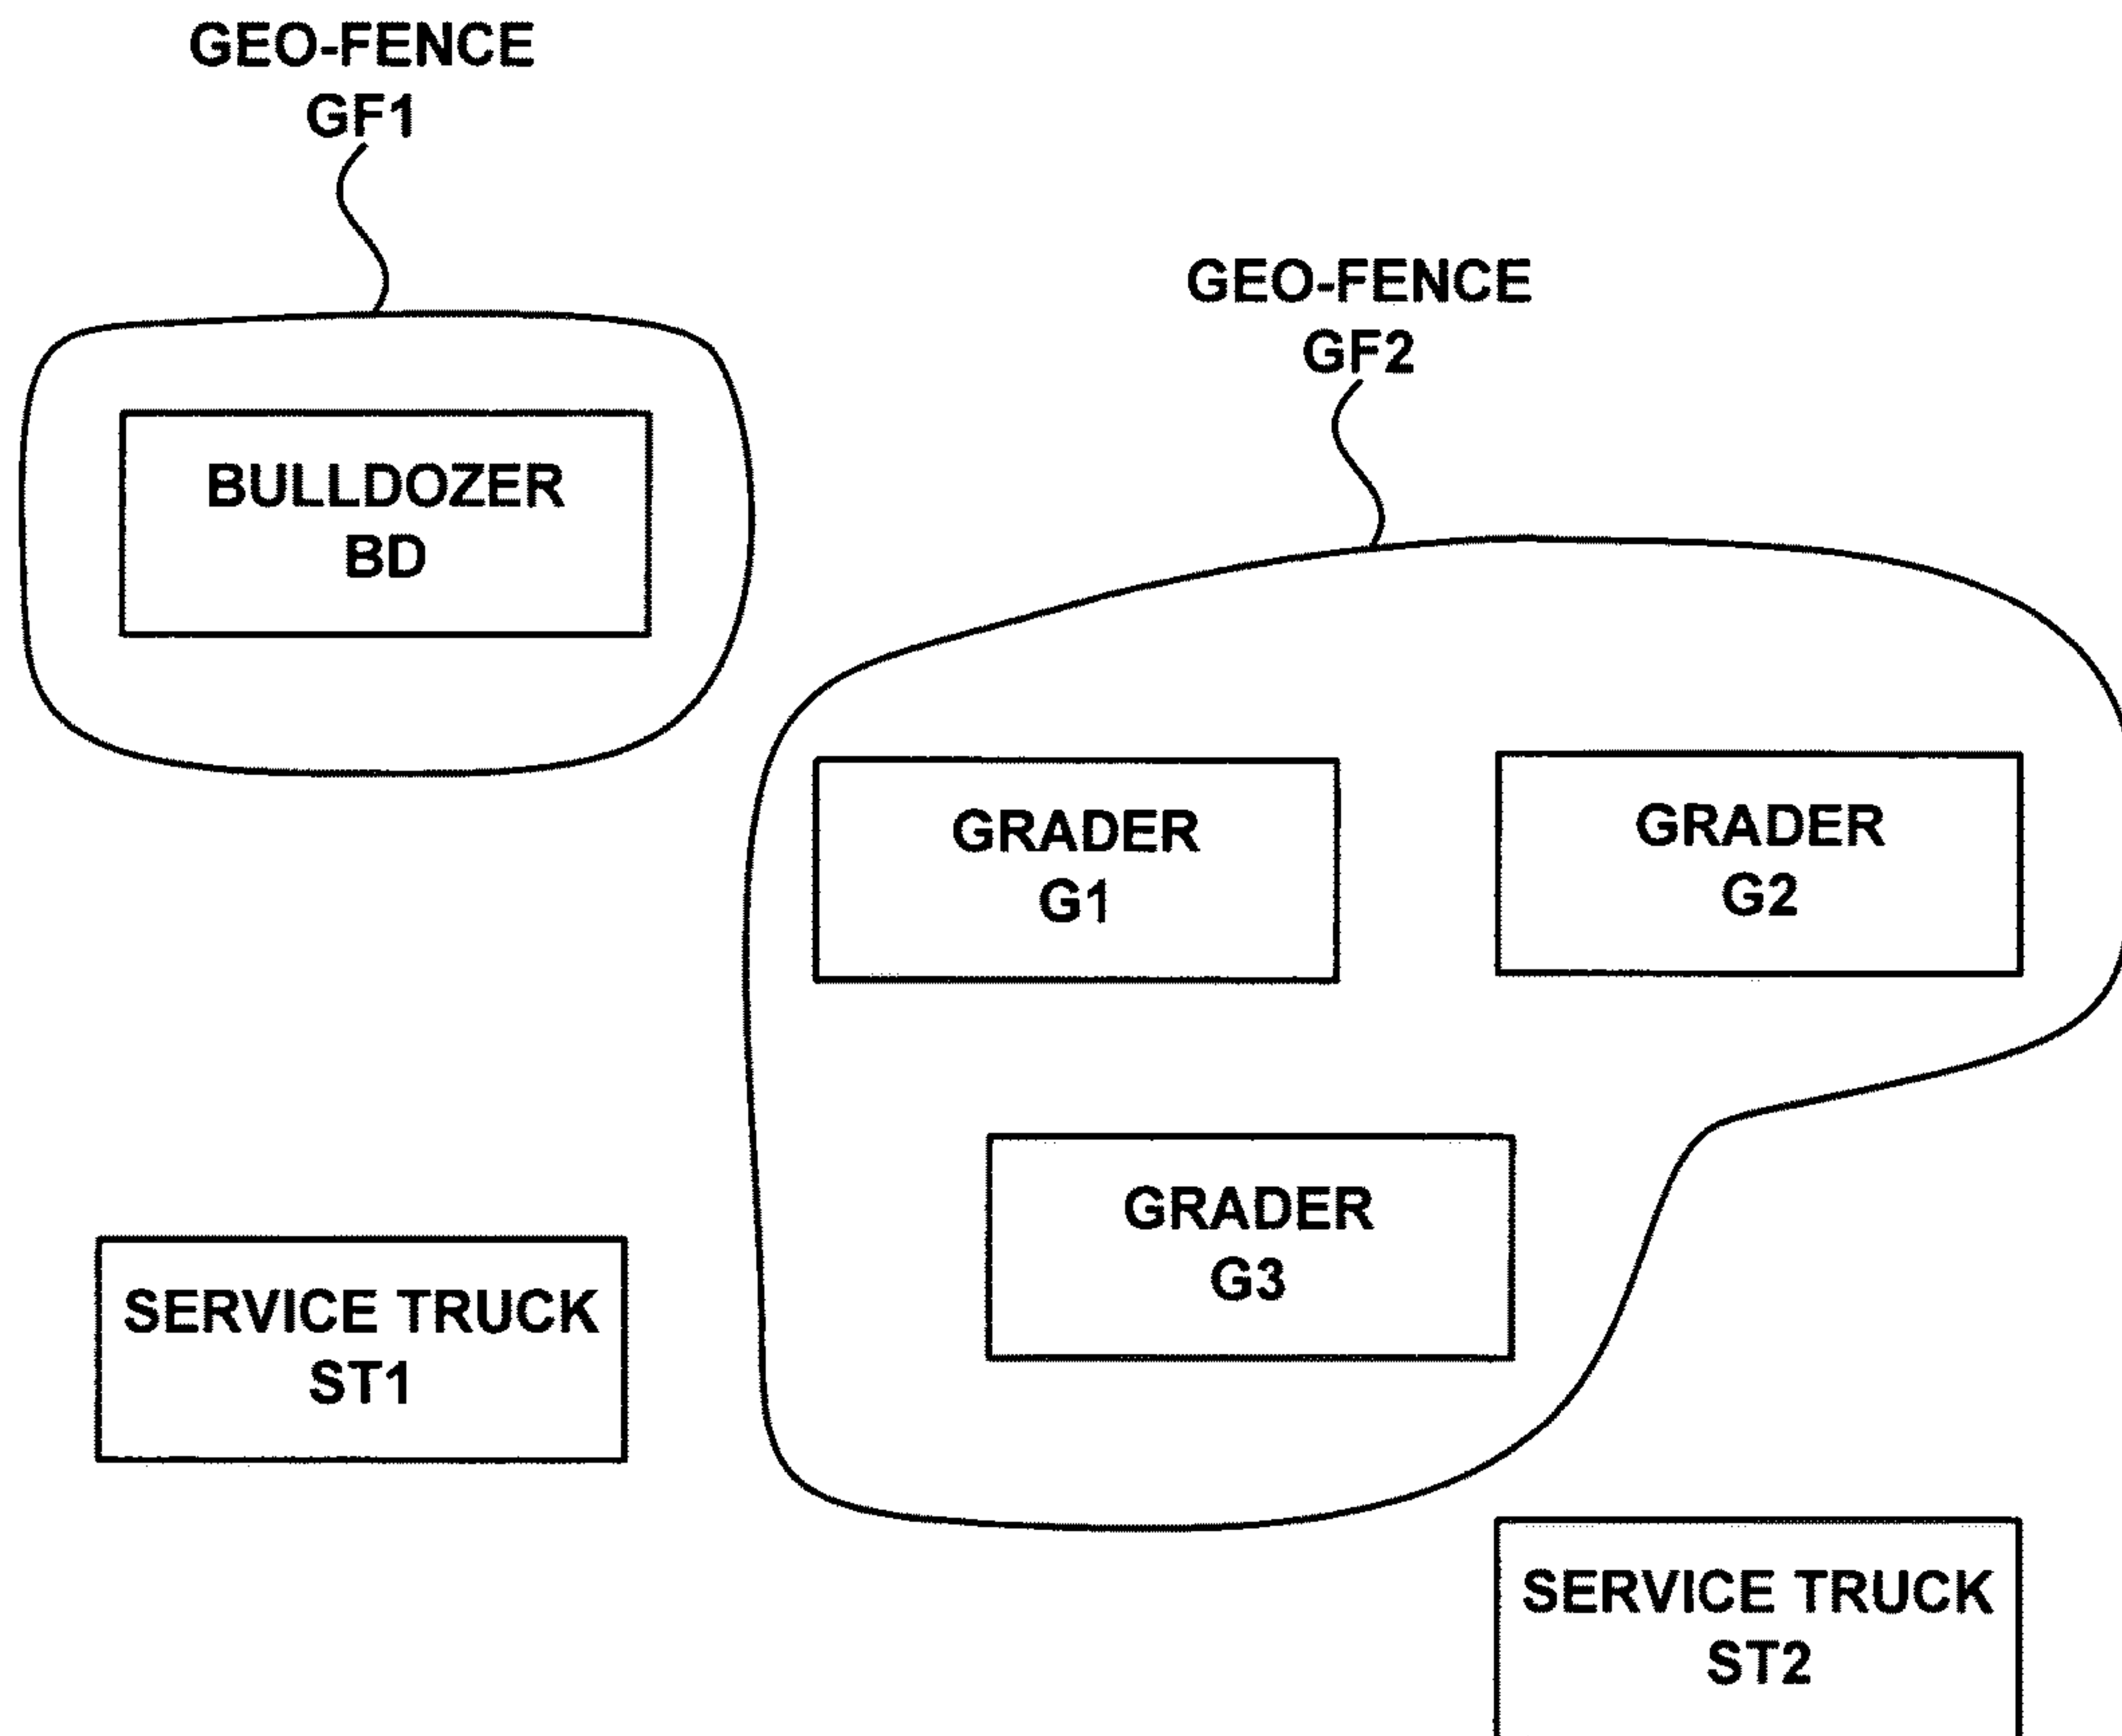 GEO-FENCE
GF1
GEO-FENCE
GF2
BULLDOZER
BD
GRADER
G1
GRADER
G2
GRADER
G3
SERVICE TRUCK
ST1
SERVICE TRUCK
ST2